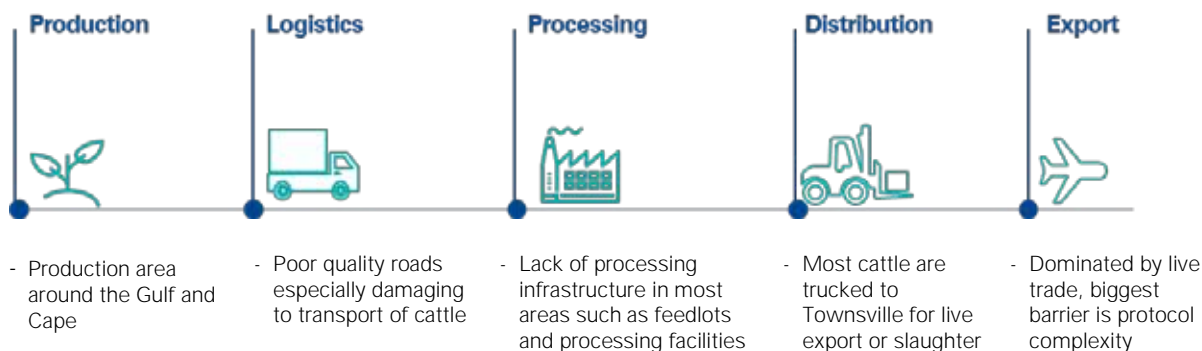 Production
Logistics
Processing
Distribution
Export
- Production area
around the Gulf and
Cape
- Poor quality roads
especially damaging
to transport of cattle
- Lack of processing
infrastructure in most
areas such as feedlots
and processing facilities
- Most cattle are
trucked to
Townsville for live
export or slaughter
- Dominated by live
trade, biggest
barrier is protocol
complexity